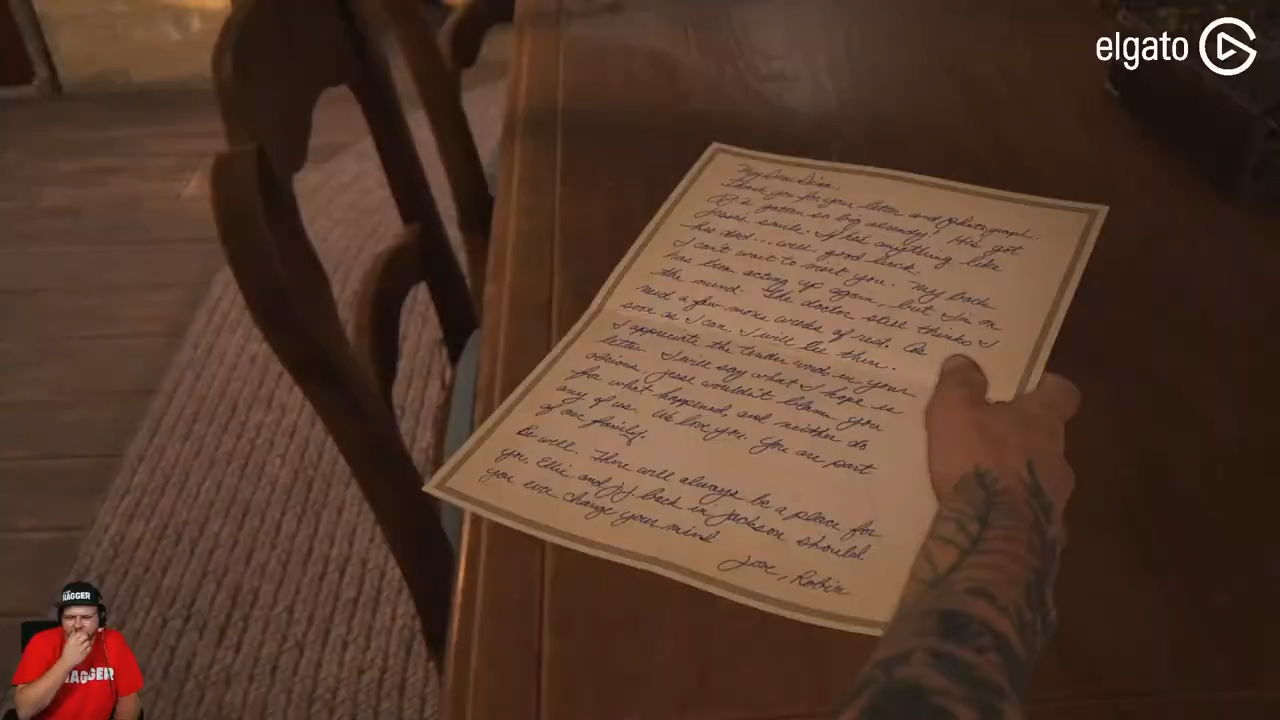 elgato
My Dear Dina,
Thank you for your letter and photograph.
JJ's gotten so big already! He's got
Jesse's smile. If he's anything like
his dad... well, good luck.
I can't wait to meet you. My back
has been acting up again, but I'm on
the mend. The doctor still thinks I
need a few more weeks of rest. As
soon as I can, I will be there.
I appreciate the tender words in your
letter. I will say what I hope is
obvious, Jesse wouldn't blame you
for what happened, and neither do
any of us. We love you. You are part
of our family.
Be well. There will always be a place for
you, Ellie and JJ back in Jackson should
you ever change your mind
Love, Robin
HAGGER
HAGGER